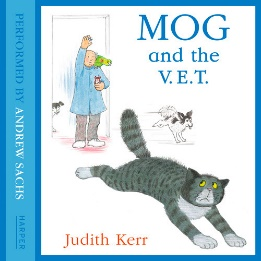 MOG
and the
V.E.T.
Judith Kerr
PERFORMED BY ANDREW SACHS
HARPER